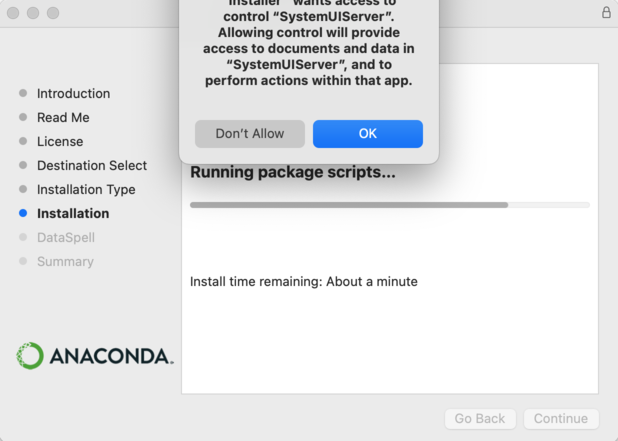 "Installer" wants access to
control “SystemUIServer”.
Allowing control will provide
access to documents and data in
“SystemUIServer”, and to
perform actions within that app.
Don’t Allow
OK
Introduction
Read Me
License
Destination Select
Installation Type
Installation
DataSpell
Summary
Running package scripts...
Install time remaining: About a minute
ANACONDA.
Go Back
Continue